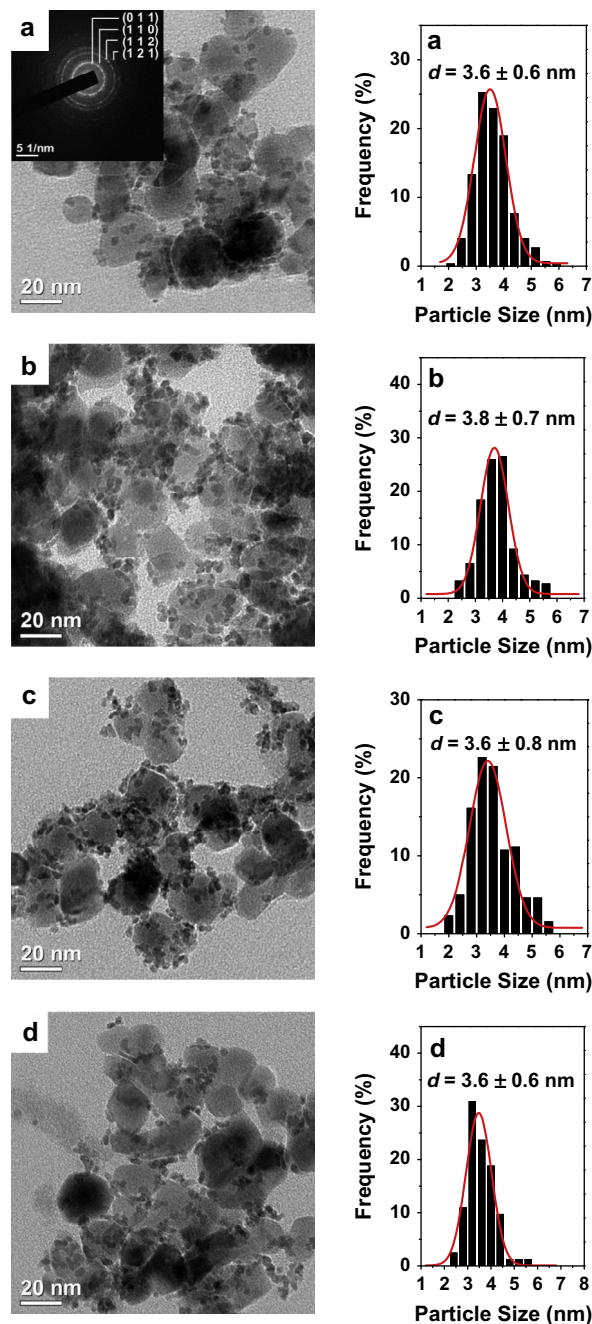 a
(0 1 1)
(1 1 0)
(1 1 2)
(1 2 1)
5 1/nm
20 nm
a
d = 3.6 ± 0.6 nm
Frequency (%)
30
20
10
0
1 2 3 4 5 6 7
Particle Size (nm)
b
20 nm
b
d = 3.8 ± 0.7 nm
Frequency (%)
40
30
20
10
0
1 2 3 4 5 6 7
Particle Size (nm)
c
20 nm
c
d = 3.6 ± 0.8 nm
Frequency (%)
30
20
10
0
1 2 3 4 5 6 7
Particle Size (nm)
d
20 nm
d
d = 3.6 ± 0.6 nm
Frequency (%)
40
30
20
10
0
1 2 3 4 5 6 7 8
Particle Size (nm)